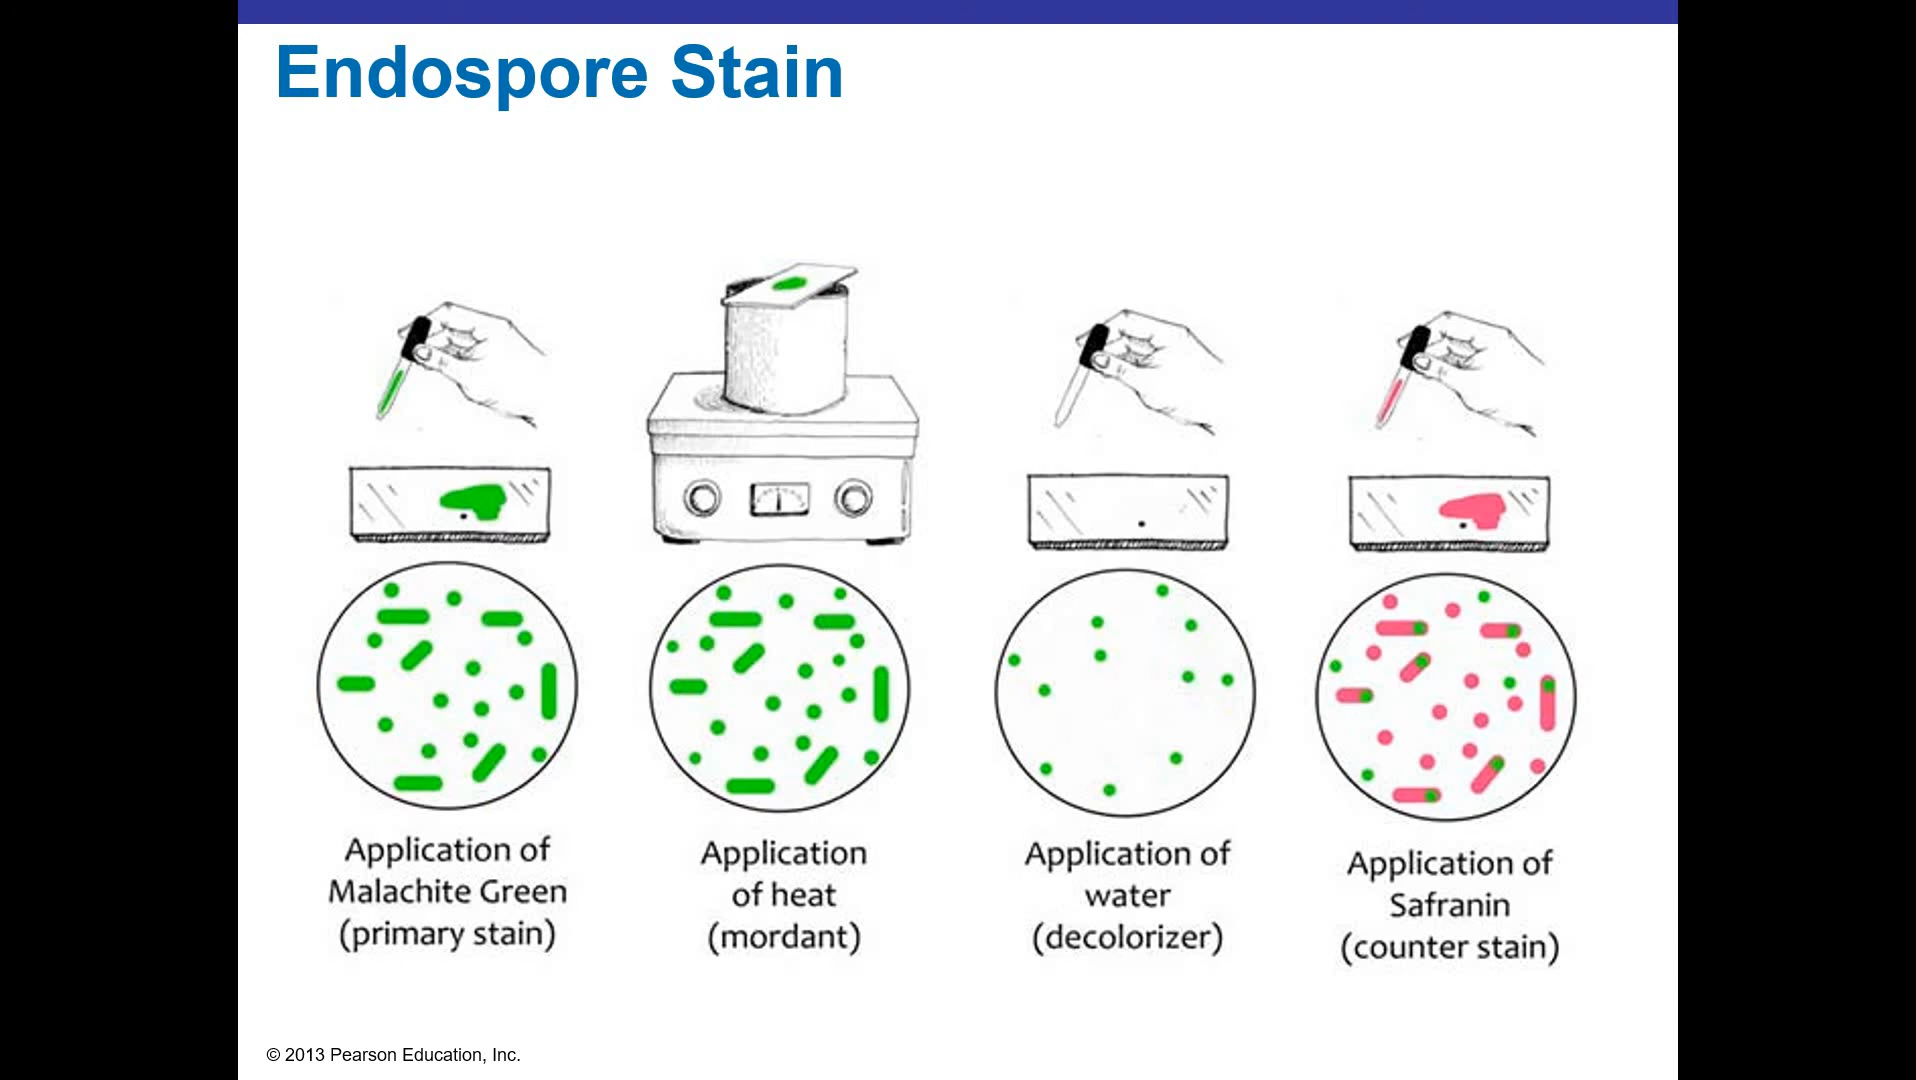 Endospore Stain
Application of
Malachite Green
(primary stain)
Application
of heat
(mordant)
Application of
water
(decolorizer)
Application of
Safranin
(counter stain)
© 2013 Pearson Education, Inc.